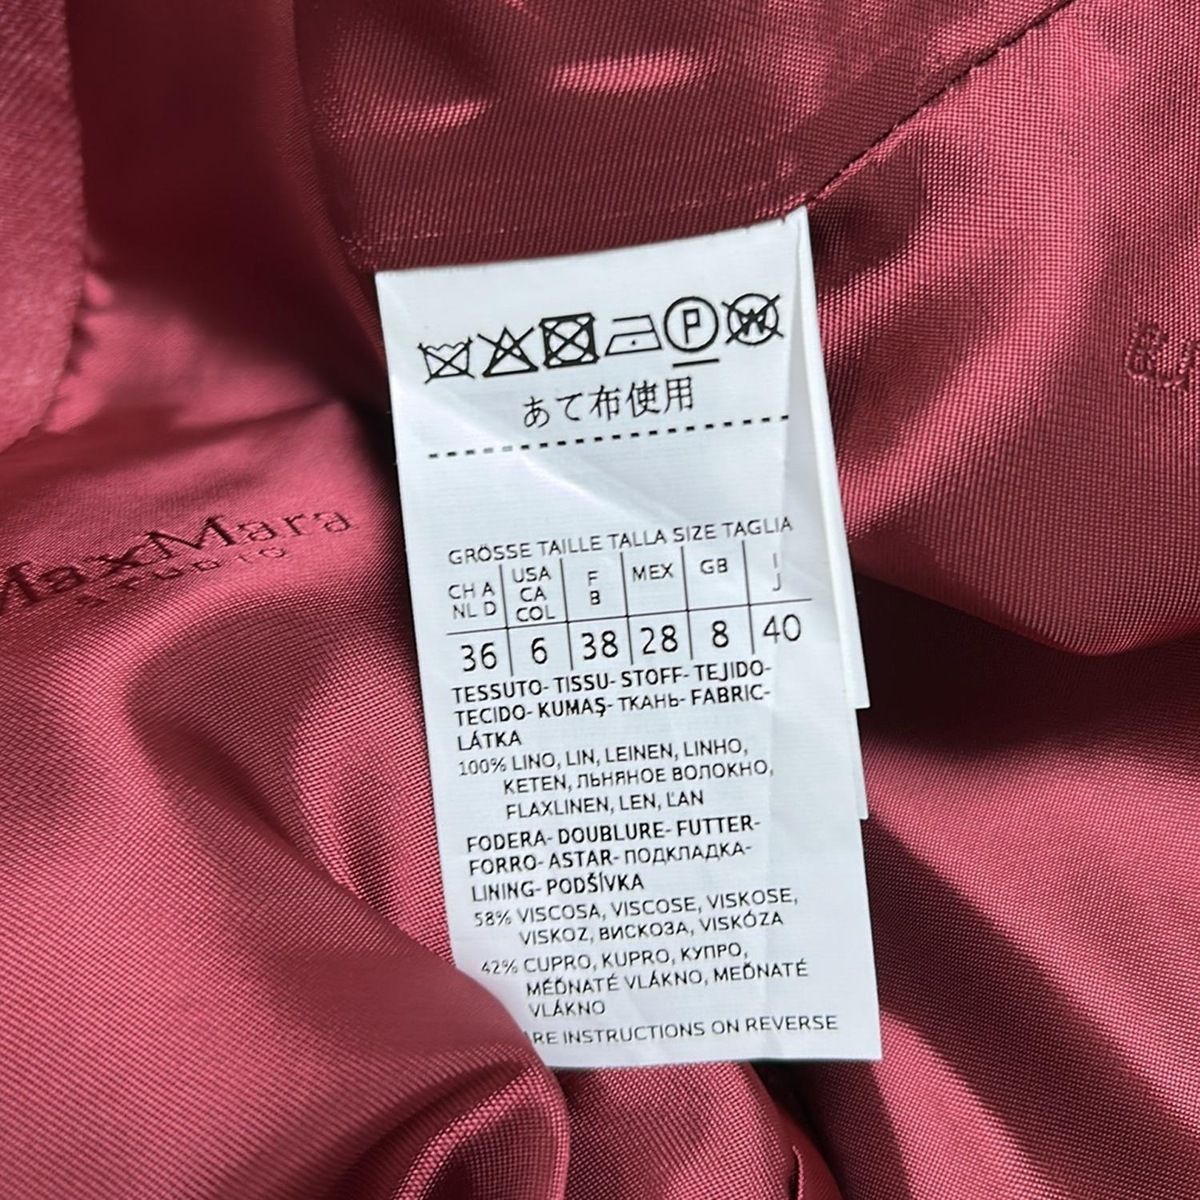 P
W
あて布使用
GRÖSSE TAILLE TALLA SIZE TAGLIA
CH A NL D USA CA COL F B MEX GB I J
36 6 38 28 8 40
TESSUTO- TISSU- STOFF- TEJIDO-
TECIDO- KUMAŞ- ТКАНЬ- FABRIC-
LÁTKA
100% LINO, LIN, LEINEN, LINHO,
KETEN, ЛЬНЯНОЕ ВОЛОКНО,
FLAXLINEN, LEN, ĽAN
FODERA- DOUBLURE- FUTTER-
FORRO- ASTAR- ПОДКЛАДКА-
LINING- PODŠÍVKA
58% VISCOSA, VISCOSE, VISKOSE,
VISKOZ, ВИСКОЗА, VISKÓZA
42% CUPRO, KUPRO, КУПРО,
MĚĎNATÉ VLÁKNO, MEĎNATÉ
VLÁKNO
RE INSTRUCTIONS ON REVERSE
MaxMara
STUDIO